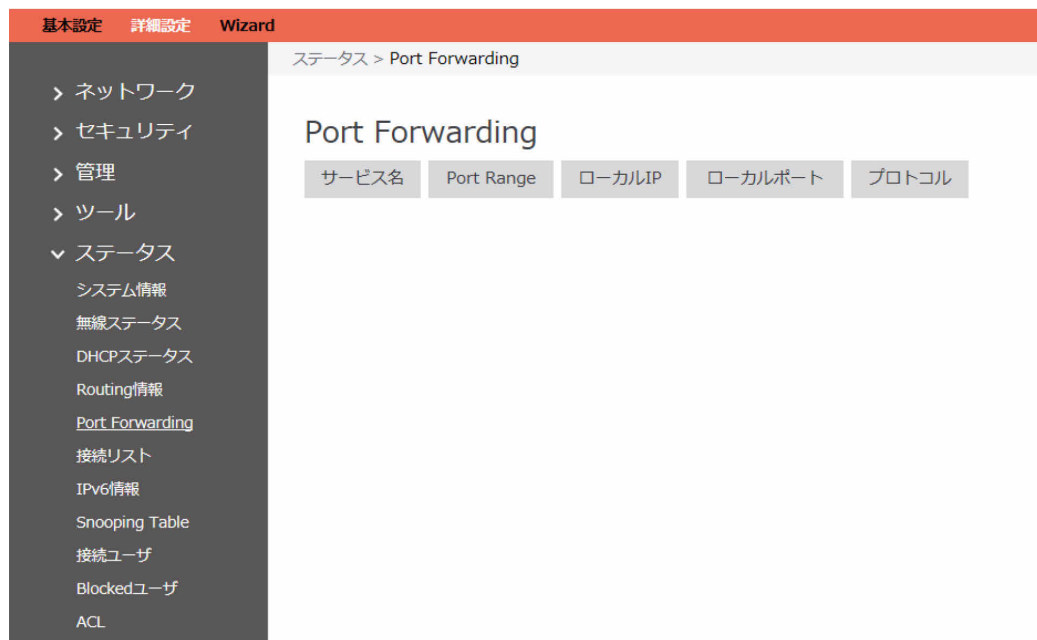 基本設定 詳細設定 Wizard
ステータス > Port Forwarding
ネットワーク
セキュリティ
管理
ツール
ステータス
システム情報
無線ステータス
DHCPステータス
Routing情報
Port Forwarding
接続リスト
IPv6情報
Snooping Table
接続ユーザ
Blockedユーザ
ACL
Port Forwarding
サービス名 Port Range ローカルIP ローカルポート プロトコル